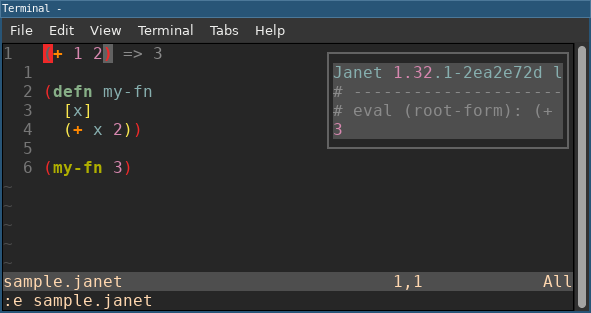 Terminal -
File Edit View Terminal Tabs Help
1 (+ 1 2) => 3
1
2 (defn my-fn
3 [x]
4 (+ x 2))
5
6 (my-fn 3)
~
~
~
~
~
Janet 1.32.1-2ea2e72d l
# ---------------------
# eval (root-form): (+
3
sample.janet 1,1 All
:e sample.janet